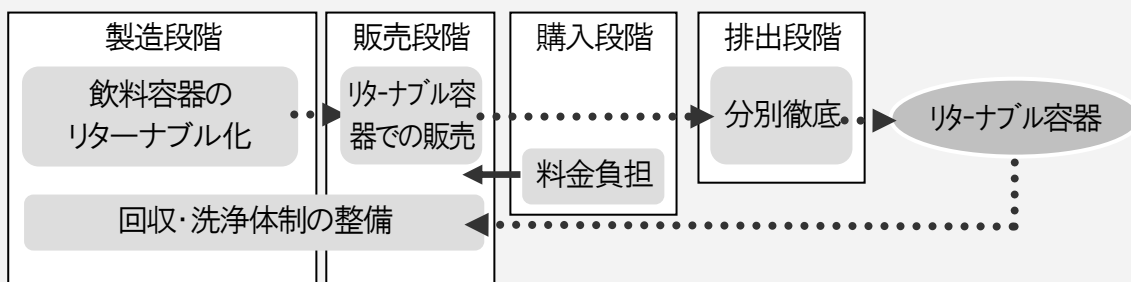 製造段階
飲料容器の
リターナブル化
販売段階
リターナブル容
器での販売
購入段階
料金負担
排出段階
分別徹底
リターナブル容器
回収・洗浄体制の整備